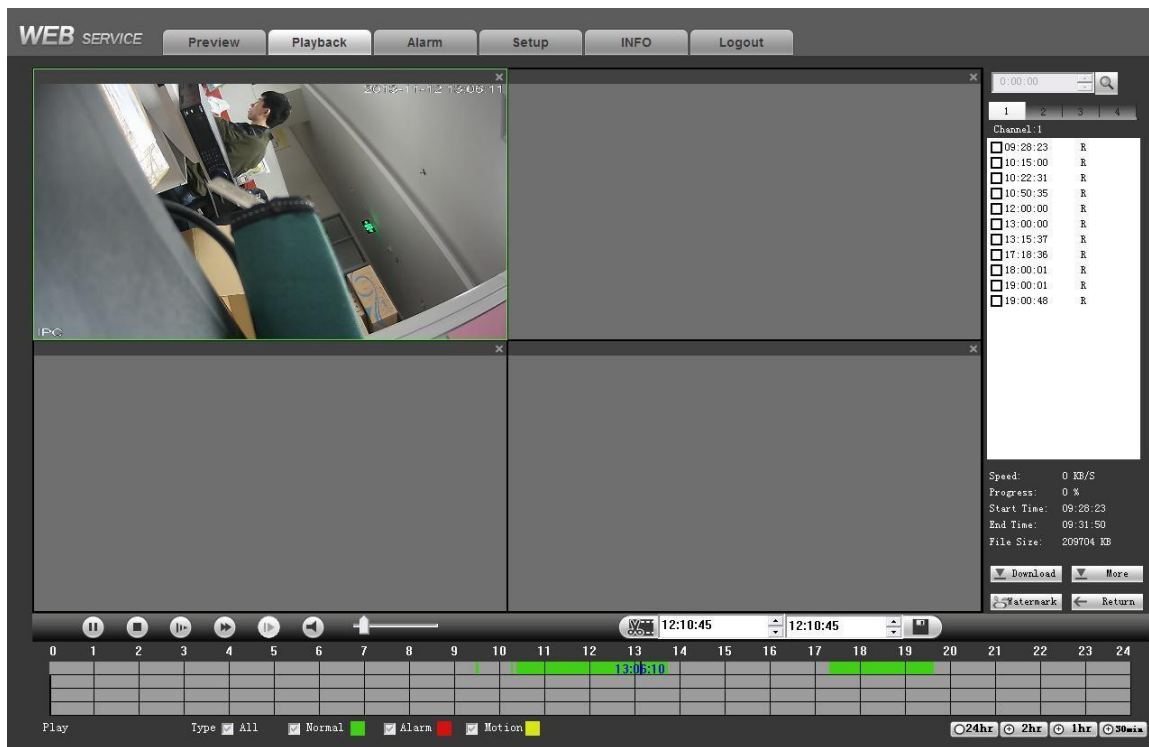 WEB SERVICE
Preview Playback Alarm Setup INFO Logout
2013-11-12 13:06:11
IPC
0:00:00
1 2 3 4
Channel:1
09:28:23 R
10:15:00 R
10:22:31 R
10:50:35 R
12:00:00 R
13:00:00 R
13:15:37 R
17:18:36 R
18:00:01 R
19:00:01 R
19:00:48 R
Speed: 0 KB/S
Progress: 0 %
Start Time: 09:28:23
End Time: 09:31:50
File Size: 209704 KB
Download More
Watermark Return
12:10:45 12:10:45
0 1 2 3 4 5 6 7 8 9 10 11 12 13 14 15 16 17 18 19 20 21 22 23 24
13:06:10
Play Type All Normal Alarm Motion 24hr 2hr 1hr 30min